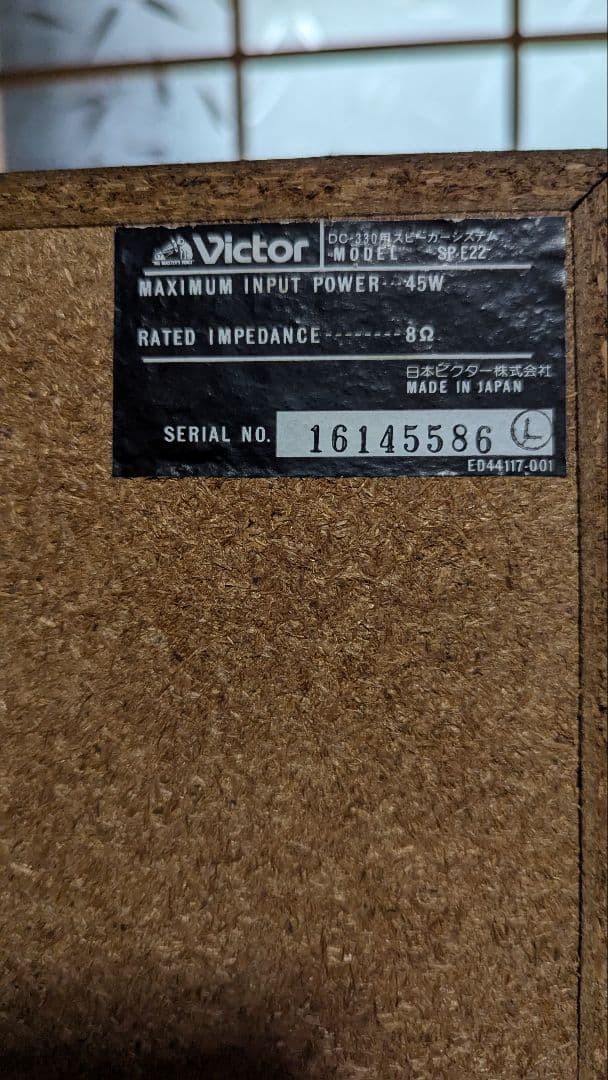 "HIS MASTER'S VOICE"
Victor
DC-330用スピーカーシステム
MODEL SP-E22
MAXIMUM INPUT POWER---45W
RATED IMPEDANCE--------8Ω
日本ビクター株式会社
MADE IN JAPAN
SERIAL NO. 16145586 L
ED44117-001